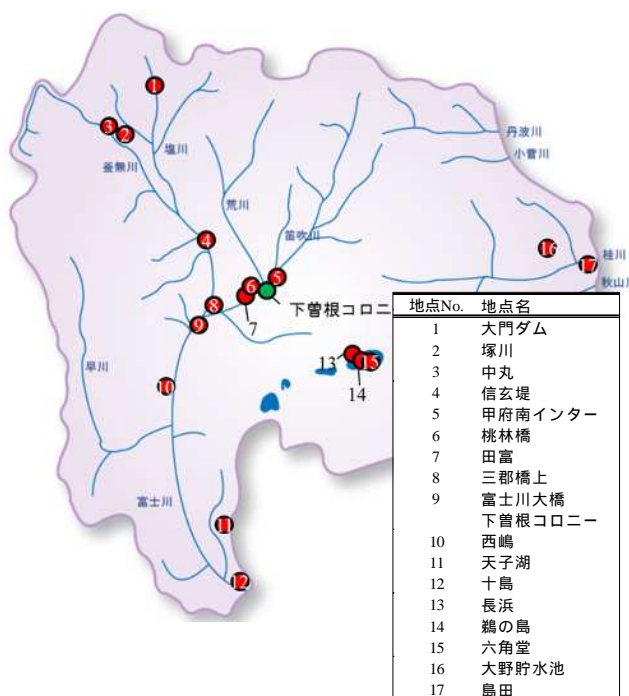 1
3
2
塩川
釜無川
丹波川
小菅川
荒川
笛吹川
4
16
17
桂川
秋山川
5
6
下曽根コロニ
7
8
9
13
15
14
早川
10
富士川
11
12
地点No. 地点名
1 大門ダム
2 塚川
3 中丸
4 信玄堤
5 甲府南インター
6 桃林橋
7 田富
8 三郡橋上
9 富士川大橋
下曽根コロニー
10 西嶋
11 天子湖
12 十島
13 長浜
14 鵜の島
15 六角堂
16 大野貯水池
17 島田